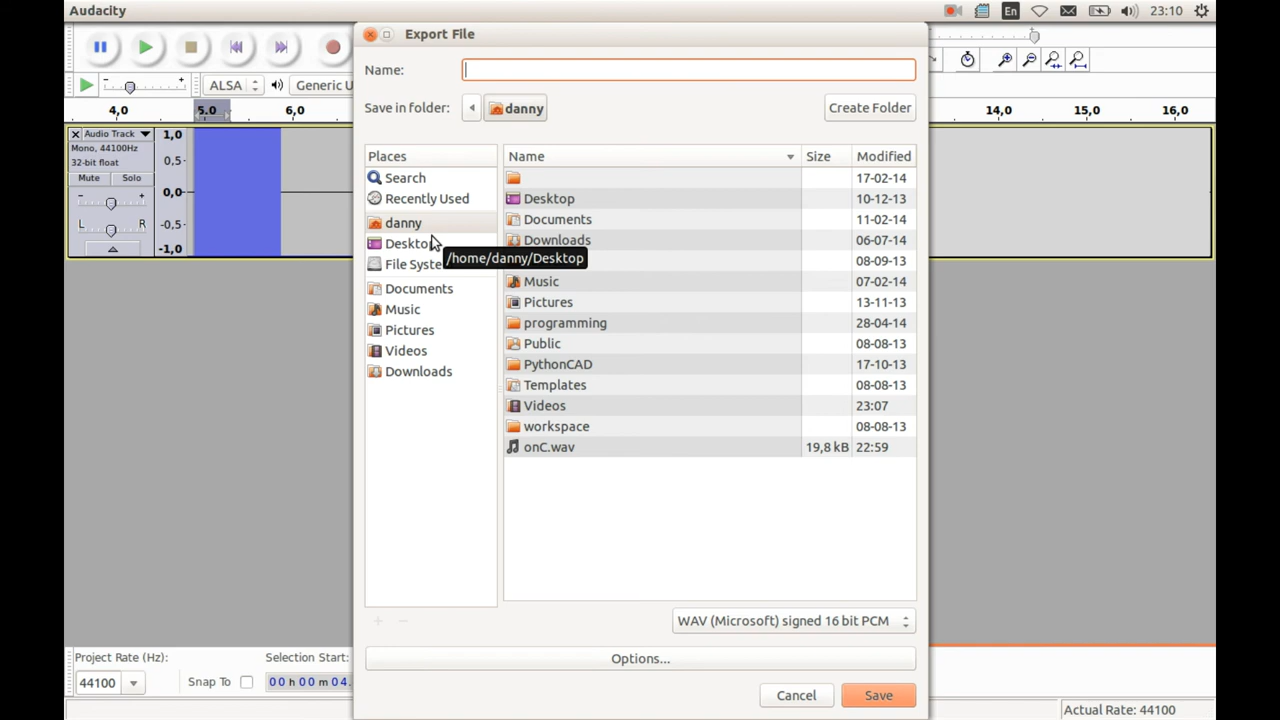 Audacity
En
23:10
Export File
Name:
Save in folder:
danny
Create Folder
ALSA
Generic U
4,0
5.0
6,0
14,0
15,0
16,0
Audio Track
Mono, 44100Hz
32-bit float
Mute
Solo
-
+
L
R
1,0
0,5-
0,0-
-0,5-
-1,0
Places
Search
Recently Used
danny
Desktop
File Syste
Documents
Music
Pictures
Videos
Downloads
/home/danny/Desktop
Name
Size
Modified
17-02-14
Desktop
10-12-13
Documents
11-02-14
Downloads
06-07-14
08-09-13
Music
07-02-14
Pictures
13-11-13
programming
28-04-14
Public
08-08-13
PythonCAD
17-10-13
Templates
08-08-13
Videos
23:07
workspace
08-08-13
onC.wav
19,8 kB
22:59
WAV (Microsoft) signed 16 bit PCM
Options...
Cancel
Save
Project Rate (Hz):
44100
Snap To
Selection Start:
00 h 00 m 04.
Actual Rate: 44100